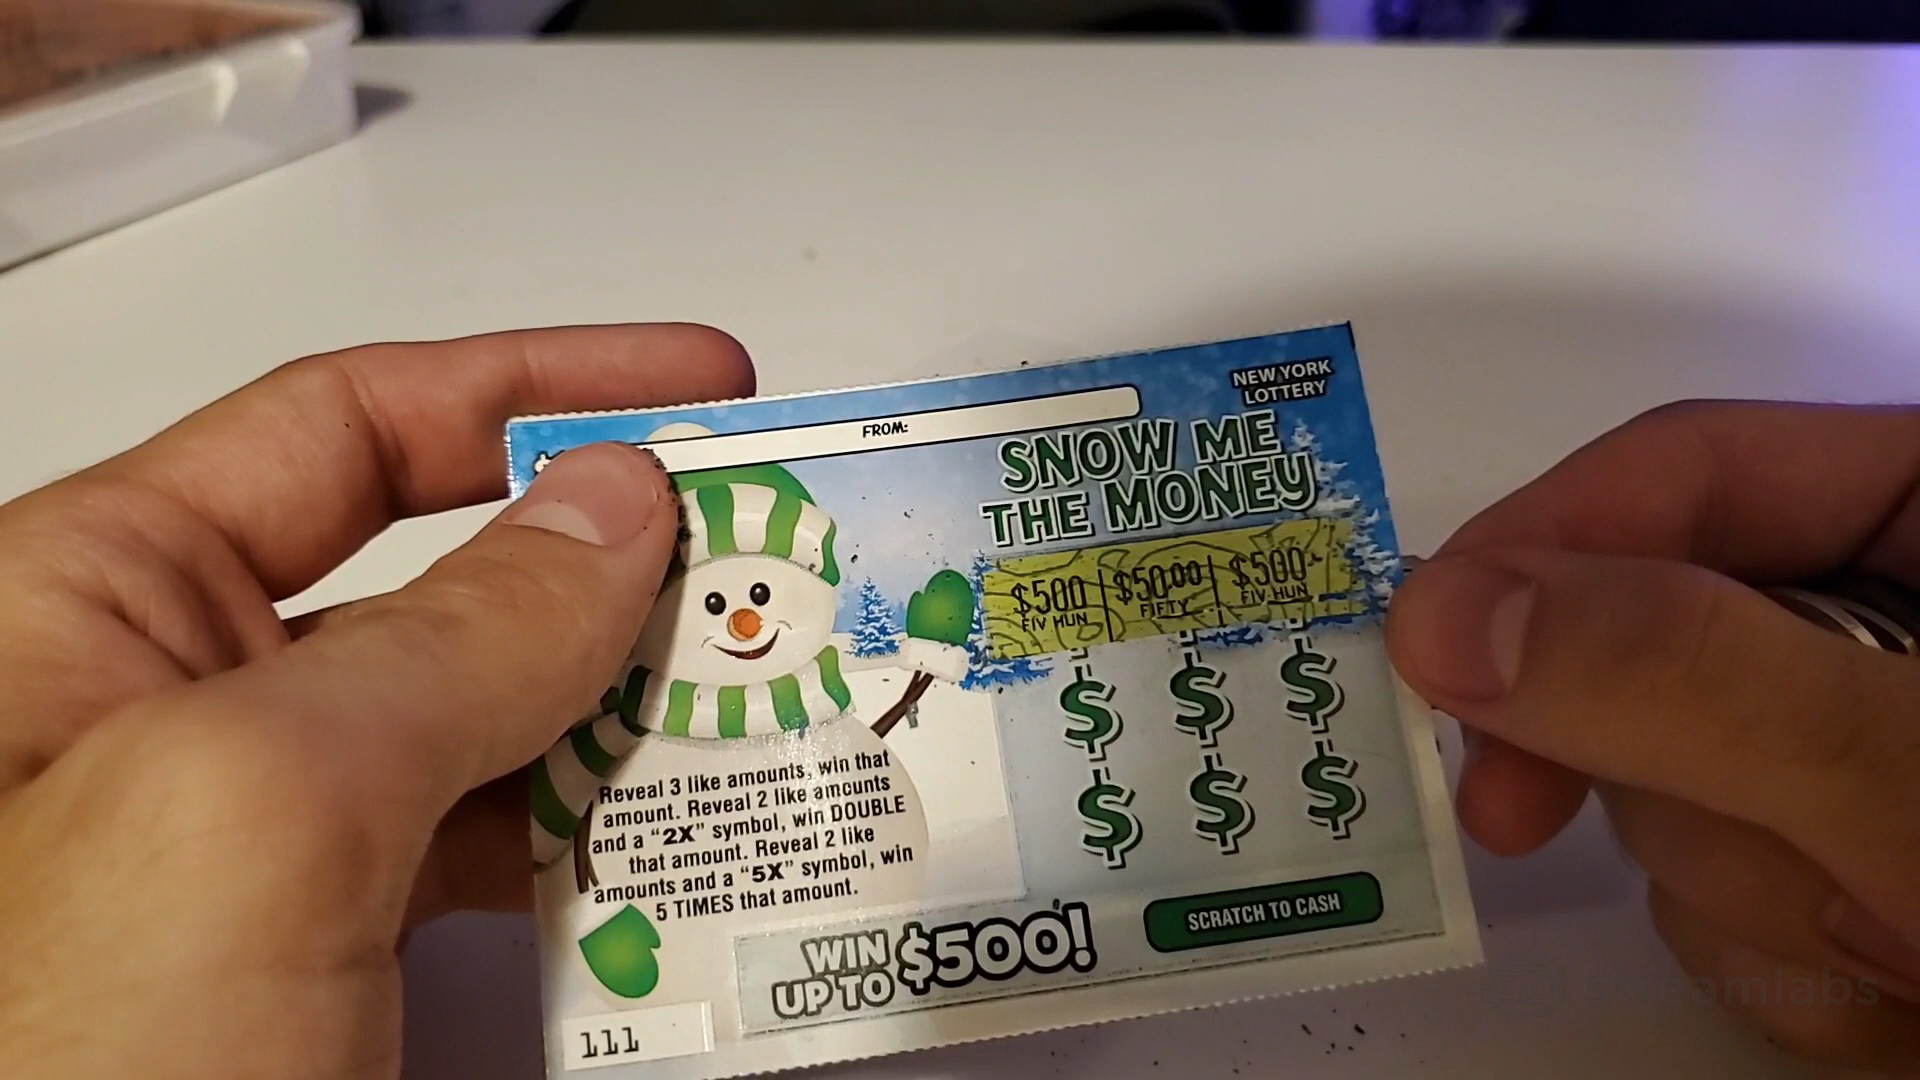 NEW YORK
LOTTERY
FROM:
SNOW ME
THE MONEY
$500 $50.00 $500
FIV HUN FIFTY FIV HUN
$ $ $
$ $ $
Reveal 3 like amounts, win that
amount. Reveal 2 like amounts
and a “2X” symbol, win DOUBLE
that amount. Reveal 2 like
amounts and a “5X” symbol, win
5 TIMES that amount.
WIN
UP TO $500!
SCRATCH TO CASH
111